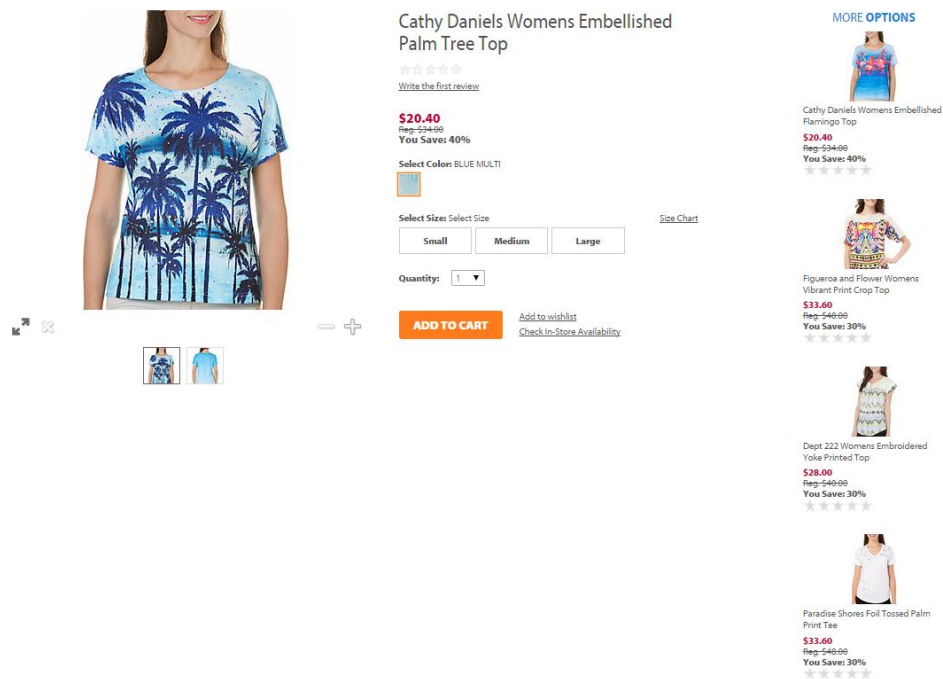 Cathy Daniels Womens Embellished
Palm Tree Top
Write the first review
$20.40
Reg. $34.00
You Save: 40%
Select Color: BLUE MULTI
Select Size: Select Size
Size Chart
Small
Medium
Large
Quantity:
1
ADD TO CART
Add to wishlist
Check In-Store Availability
MORE OPTIONS
Cathy Daniels Womens Embellished
Flamingo Top
$20.40
Reg. $34.00
You Save: 40%
Figueroa and Flower Womens
Vibrant Print Crop Top
$33.60
Reg. $48.00
You Save: 30%
Dept 222 Womens Embroidered
Yoke Printed Top
$28.00
Reg. $40.00
You Save: 30%
Paradise Shores Foil Tossed Palm
Print Tee
$33.60
Reg. $48.00
You Save: 30%